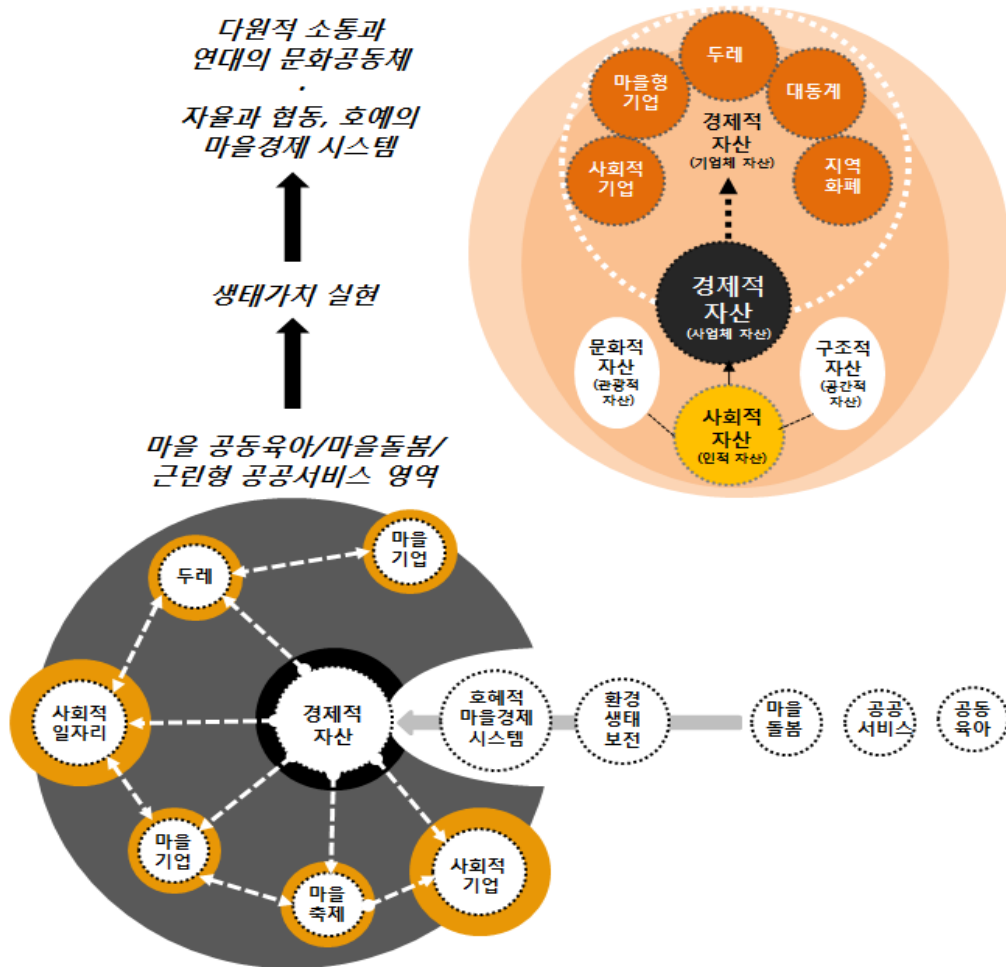 다원적 소통과
연대의 문화공동체
·
자율과 협동, 호예의
마을경제 시스템
생태가치 실현
마을 공동육아/마을돌봄/
근린형 공공서비스 영역
두레
마을형
기업
대동계
사회적
기업
지역
화폐
경제적
자산
(기업체 자산)
경제적
자산
(사업체 자산)
문화적
자산
(관광적
자산)
구조적
자산
(공간적
자산)
사회적
자산
(인적 자산)
마을
기업
두레
사회적
일자리
경제적
자산
호혜적
마을경제
시스템
환경
생태
보전
마을
돌봄
공공
서비스
공동
육아
마을
기업
마을
축제
사회적
기업